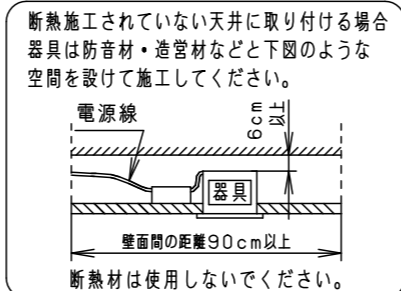 断熱施工されていない天井に取り付ける場合
器具は防音材・造営材などと下図のような
空間を設けて施工してください。
電源線
6cm
以上
器具
壁面間の距離90cm以上
断熱材は使用しないでください。